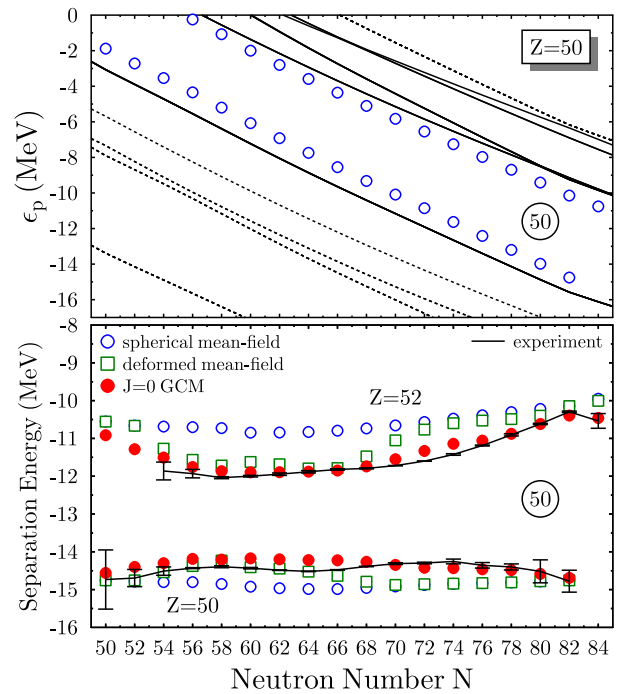 0
-2
-4
-6
-8
-10
-12
-14
-16
ϵp (MeV)
Z=50
50
-8
-9
-10
-11
-12
-13
-14
-15
-16
Separation Energy (MeV)
spherical mean-field
deformed mean-field
J=0 GCM
experiment
Z=52
50
Z=50
50 52 54 56 58 60 62 64 66 68 70 72 74 76 78 80 82 84
Neutron Number N